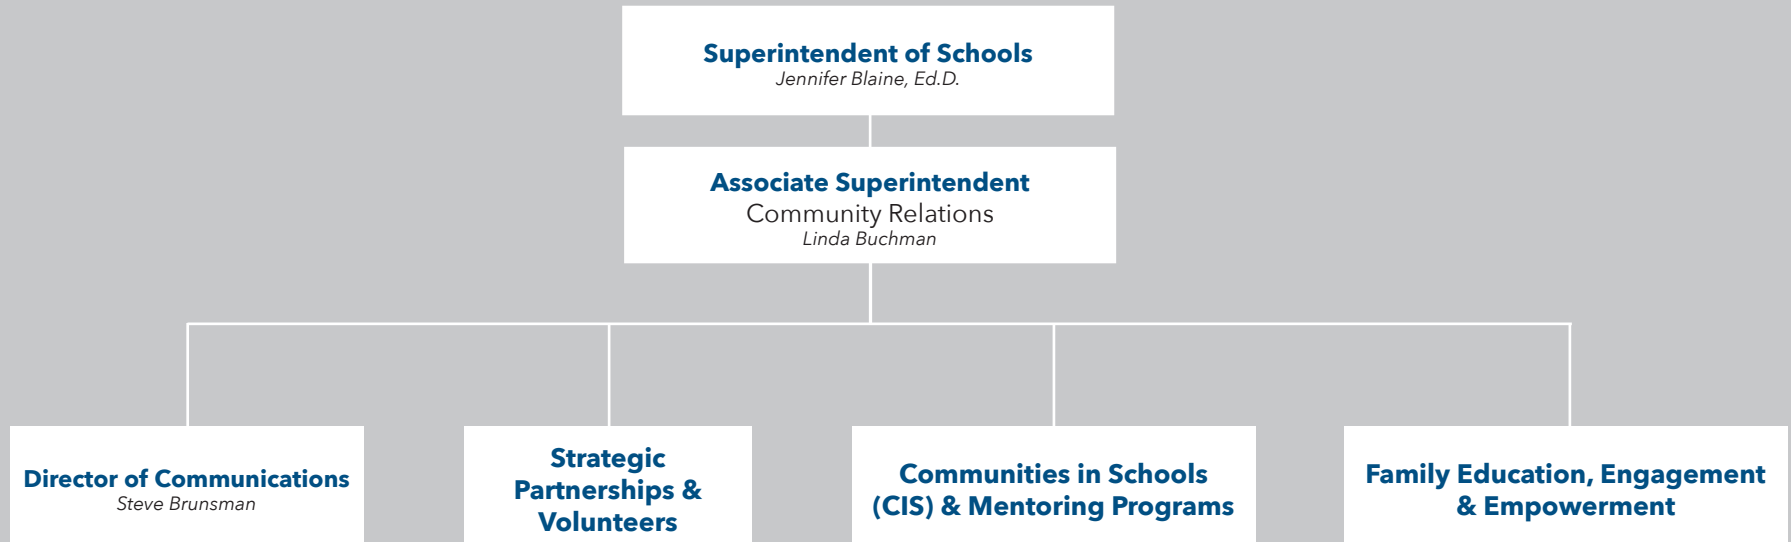 Superintendent of Schools
Jennifer Blaine, Ed.D.
Associate Superintendent
Community Relations
Linda Buchman
Director of Communications
Steve Brunsman
Strategic
Partnerships &
Volunteers
Communities in Schools
(CIS) & Mentoring Programs
Family Education, Engagement
& Empowerment